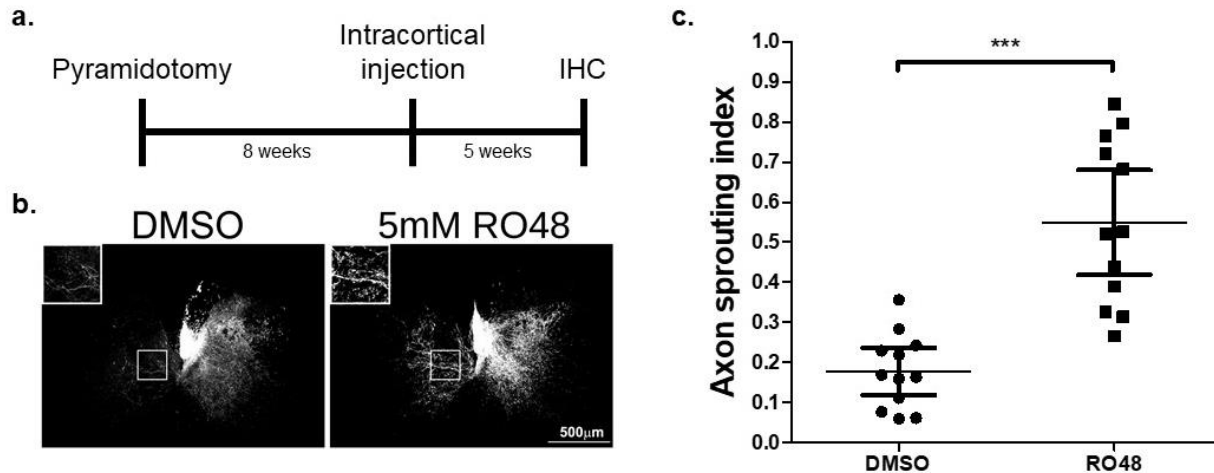 a.
Pyramidotomy
Intracortical
injection
IHC
8 weeks
5 weeks
b.
DMSO
5mM RO48
500μm
c.
Axon sprouting index
1.0
0.9
0.8
0.7
0.6
0.5
0.4
0.3
0.2
0.1
0.0
***
DMSO
RO48